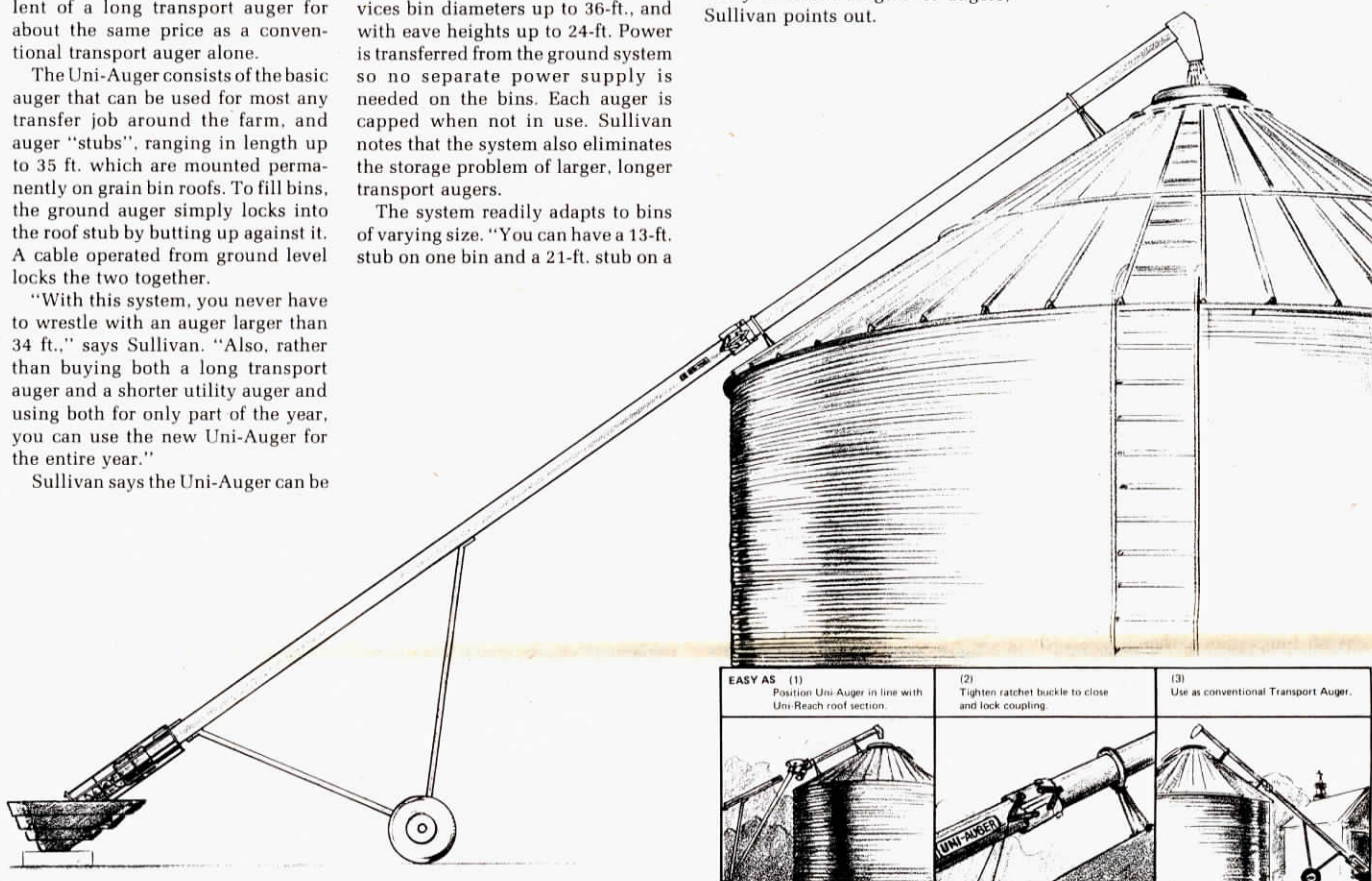 lent of a long transport auger for
about the same price as a conven-
tional transport auger alone.
The Uni-Auger consists of the basic
auger that can be used for most any
transfer job around the farm, and
auger “stubs”, ranging in length up
to 35 ft. which are mounted perma-
nently on grain bin roofs. To fill bins,
the ground auger simply locks into
the roof stub by butting up against it.
A cable operated from ground level
locks the two together.
“With this system, you never have
to wrestle with an auger larger than
34 ft.,” says Sullivan. “Also, rather
than buying both a long transport
auger and a shorter utility auger and
using both for only part of the year,
you can use the new Uni-Auger for
the entire year.”
Sullivan says the Uni-Auger can be
vices bin diameters up to 36-ft., and
with eave heights up to 24-ft. Power
is transferred from the ground system
so no separate power supply is
needed on the bins. Each auger is
capped when not in use. Sullivan
notes that the system also eliminates
the storage problem of larger, longer
transport augers.
The system readily adapts to bins
of varying size. “You can have a 13-ft.
stub on one bin and a 21-ft. stub on a
Sullivan points out.
EASY AS (1)
Position Uni-Auger in line with
Uni-Reach roof section.
(2)
Tighten ratchet buckle to close
and lock coupling.
(3)
Use as conventional Transport Auger.
UNI-AUGER